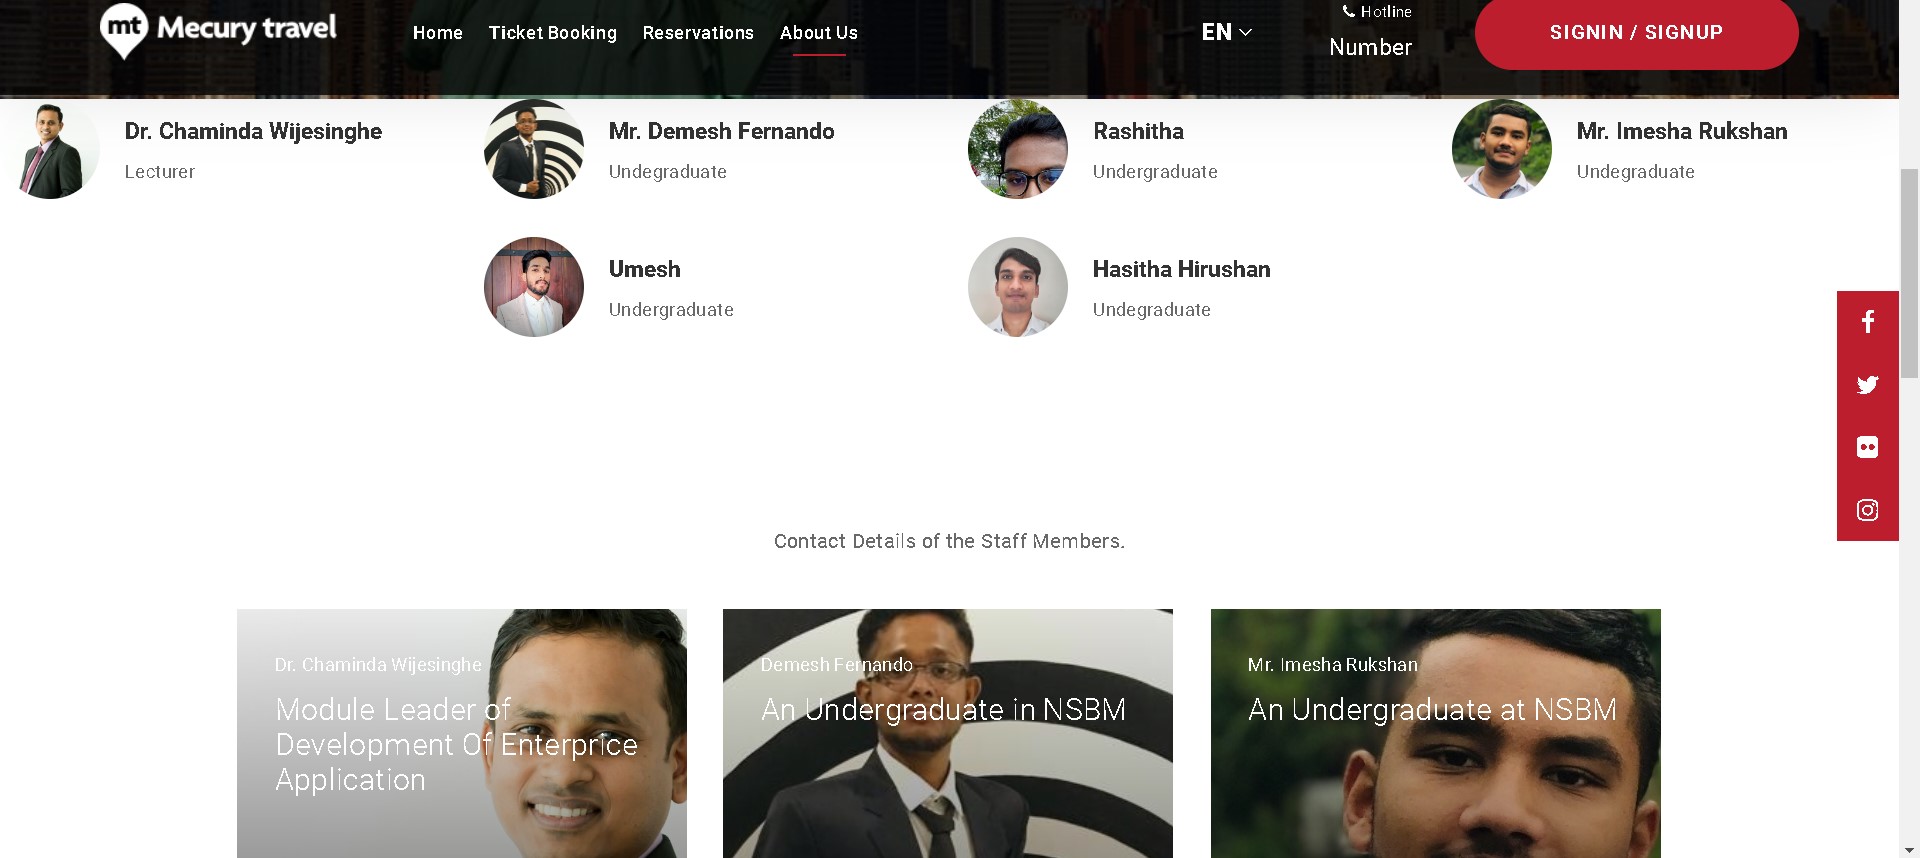 mt Mecury travel
Home Ticket Booking Reservations About Us
EN
Hotline
Number
SIGNIN / SIGNUP
Dr. Chaminda Wijesinghe
Lecturer
Mr. Demesh Fernando
Undegraduate
Rashitha
Undergraduate
Mr. Imesha Rukshan
Undegraduate
Umesh
Undergraduate
Hasitha Hirushan
Undegraduate
Contact Details of the Staff Members.
Dr. Chaminda Wijesinghe
Module Leader of
Development Of Enterprice
Application
Demesh Fernando
An Undergraduate in NSBM
Mr. Imesha Rukshan
An Undergraduate at NSBM